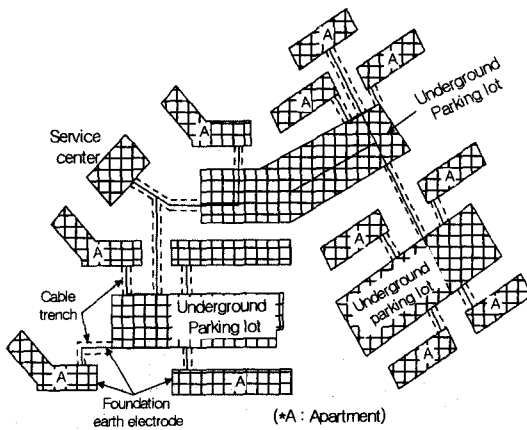 A
A
A
Underground
Parking lot
A
Service
center
A
A
A
Underground
parking lot
A
Cable
trench
Underground
Parking lot
A
A
A
Foundation
earth electrode
(*A : Apartment)